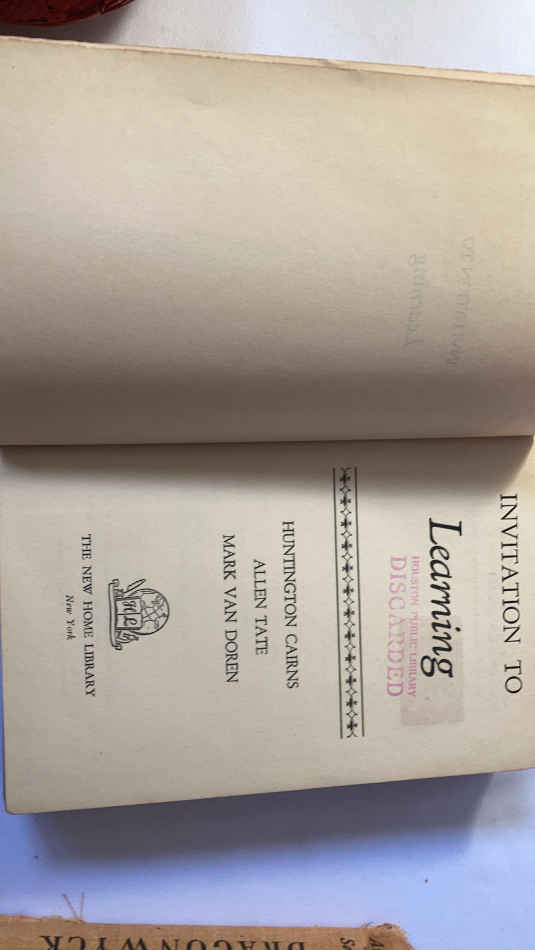 INVITATION TO
Learning
HOUSTON PUBLIC LIBRARY
DISCARDED
HUNTINGTON CAIRNS
ALLEN TATE
MARK VAN DOREN
THE NEW HOME LIBRARY
New York
DRAGONWYCK